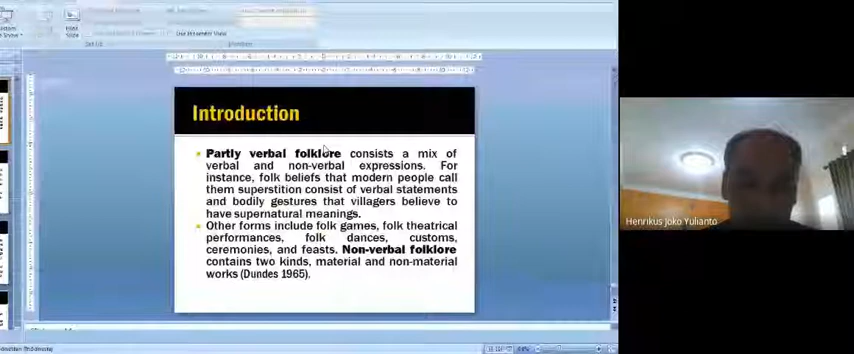 Use Presenter View
Introduction
Partly verbal folklore consists a mix of
verbal and non-verbal expressions. For
instance, folk beliefs that modern people call
them superstition consist of verbal statements
and bodily gestures that villagers believe to
have supernatural meanings.
Other forms include folk games, folk theatrical
performances, folk dances, customs,
ceremonies, and feasts. Non-verbal folklore
contains two kinds, material and non-material
works (Dundes 1965).
Henrikus Joko Yulianto